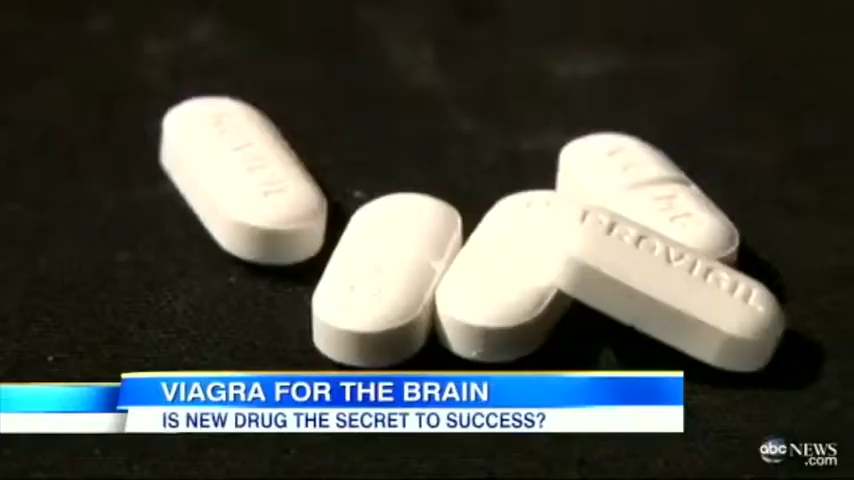 PROVIGIL
VIAGRA FOR THE BRAIN
IS NEW DRUG THE SECRET TO SUCCESS?
abc NEWS
.com